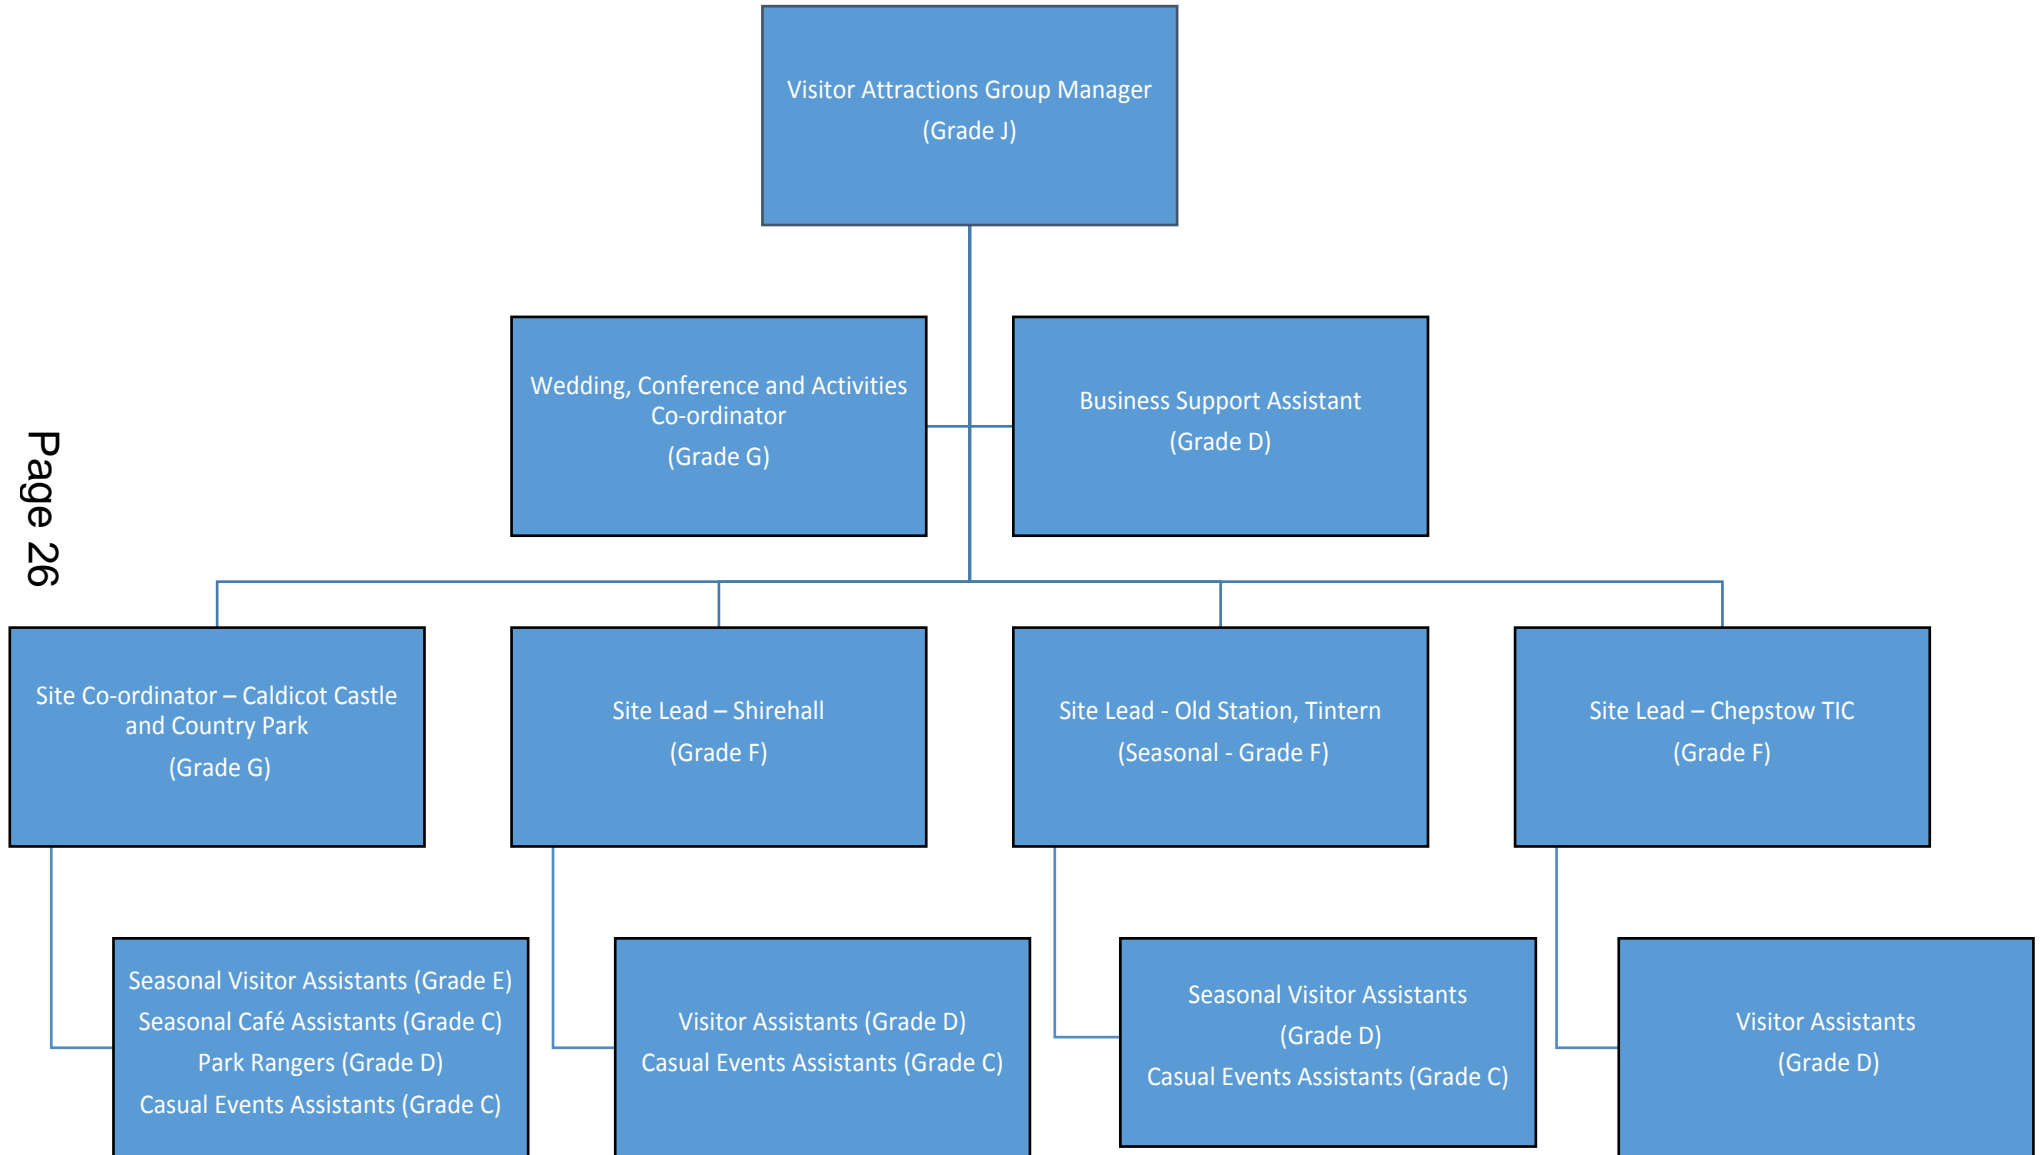 Visitor Attractions Group Manager
(Grade J)
Wedding, Conference and Activities
Co-ordinator
(Grade G)
Business Support Assistant
(Grade D)
Page 26
Site Co-ordinator – Caldicot Castle
and Country Park
(Grade G)
Site Lead – Shirehall
(Grade F)
Site Lead - Old Station, Tintern
(Seasonal - Grade F)
Site Lead – Chepstow TIC
(Grade F)
Seasonal Visitor Assistants (Grade E)
Seasonal Café Assistants (Grade C)
Park Rangers (Grade D)
Casual Events Assistants (Grade C)
Visitor Assistants (Grade D)
Casual Events Assistants (Grade C)
Seasonal Visitor Assistants
(Grade D)
Casual Events Assistants (Grade C)
Visitor Assistants
(Grade D)